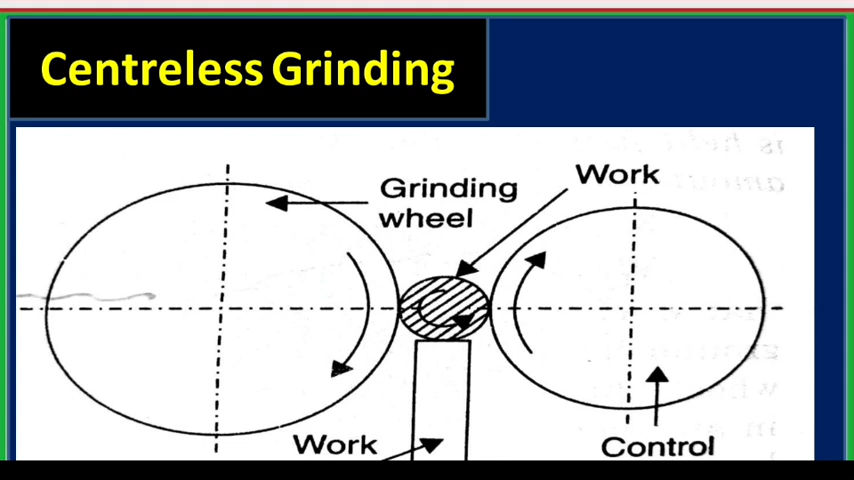 Centreless Grinding
Grinding
wheel
Work
Work
Control